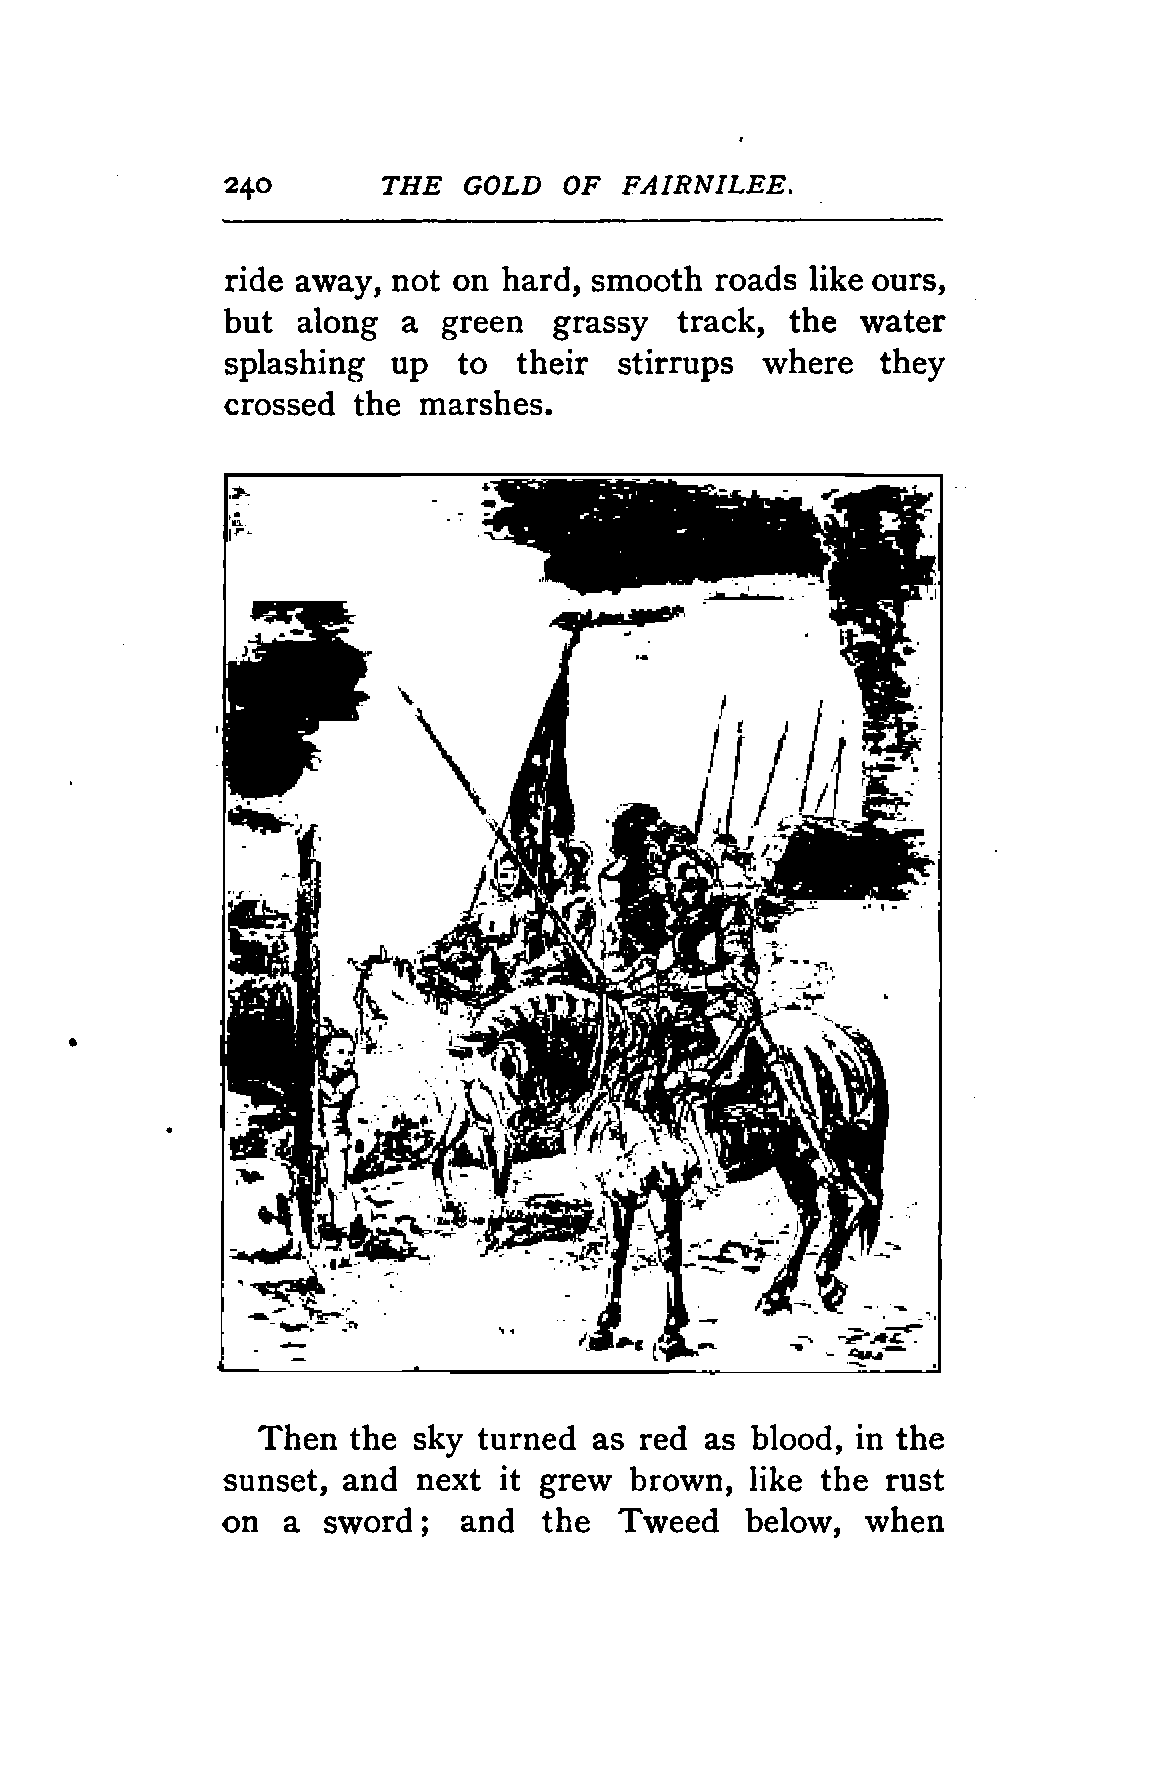 240 THE GOLD OF FAIRNILEE.
ride away, not on hard, smooth roads like ours,
but along a green grassy track, the water
splashing up to their stirrups where they
crossed the marshes.
Then the sky turned as red as blood, in the
sunset, and next it grew brown, like the rust
on a sword; and the Tweed below, when